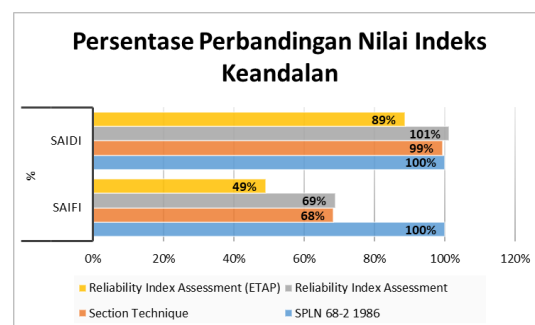 Persentase Perbandingan Nilai Indeks
Keandalan
%
SAIDI
89%
101%
99%
100%
SAIFI
49%
69%
68%
100%
0% 20% 40% 60% 80% 100% 120%
Reliability Index Assessment (ETAP) Reliability Index Assessment
Section Technique SPLN 68-2 1986